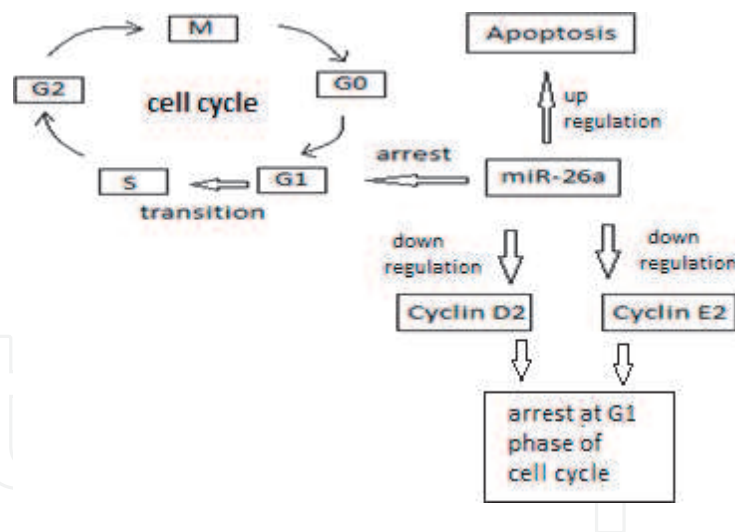 M
Apoptosis
G2
G0
cell cycle
up
regulation
arrest
S
G1
miR-26a
transition
down
regulation
down
regulation
Cyclin D2
Cyclin E2
arrest at G1
phase of
cell cycle